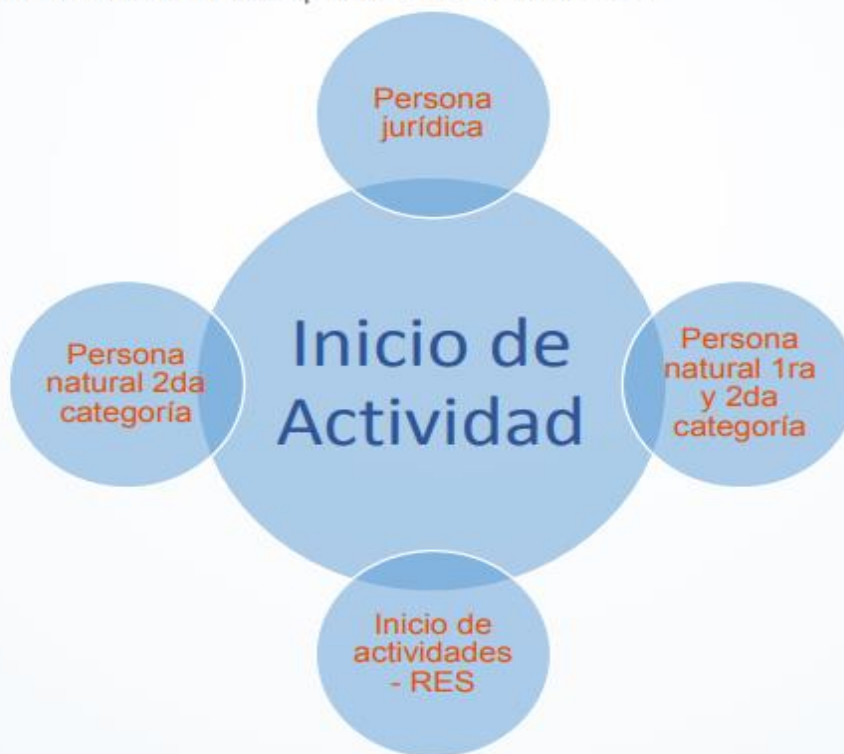 Persona
jurídica
Persona
natural 2da
categoría
Inicio de
Actividad
Persona
natural 1ra
y 2da
categoría
Inicio de
actividades
- RES